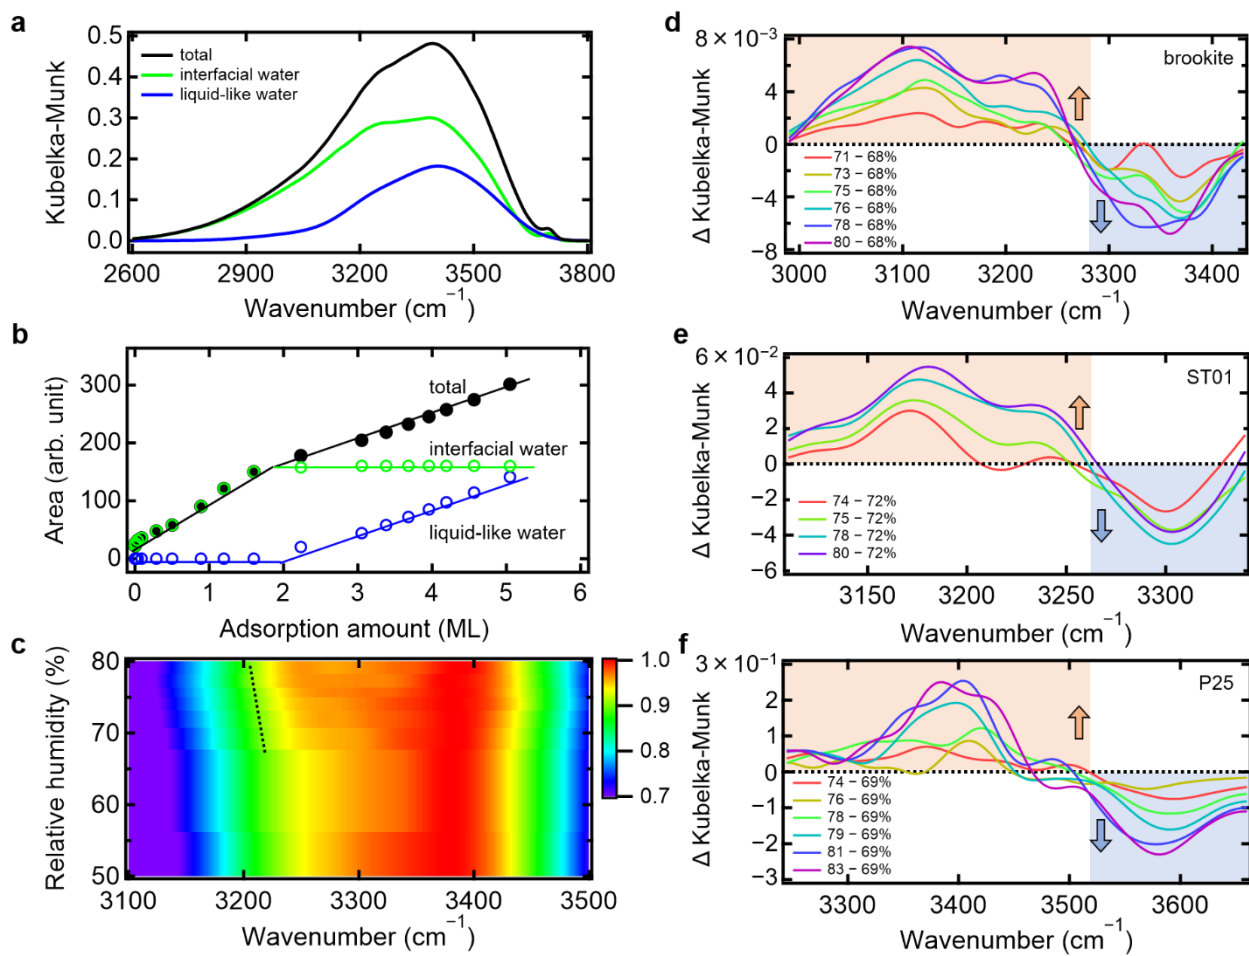 a
Kubelka-Munk
0.5
0.4
0.3
0.2
0.1
0.0
total
interfacial water
liquid-like water
2600 2900 3200 3500 3800
Wavenumber (cm⁻¹)
b
Area (arb. unit)
300
200
100
0
total
interfacial water
liquid-like water
0 1 2 3 4 5 6
Adsorption amount (ML)
c
Relative humidity (%)
80
70
60
50
1.0
0.9
0.8
0.7
3100 3200 3300 3400 3500
Wavenumber (cm⁻¹)
d
Δ Kubelka-Munk
8 × 10⁻³
4
0
−4
−8
brookite
71 – 68%
73 – 68%
75 – 68%
76 – 68%
78 – 68%
80 – 68%
3000 3100 3200 3300 3400
Wavenumber (cm⁻¹)
e
Δ Kubelka-Munk
6 × 10⁻²
4
2
0
−2
−4
−6
ST01
74 – 72%
75 – 72%
78 – 72%
80 – 72%
3150 3200 3250 3300
Wavenumber (cm⁻¹)
f
Δ Kubelka-Munk
3 × 10⁻¹
2
1
0
−1
−2
−3
P25
74 – 69%
76 – 69%
78 – 69%
79 – 69%
81 – 69%
83 – 69%
3300 3400 3500 3600
Wavenumber (cm⁻¹)